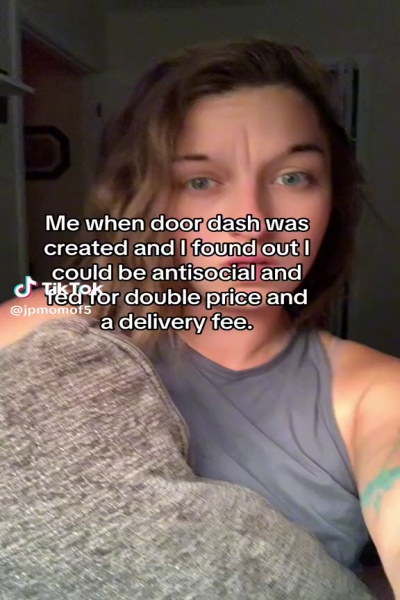 Me when door dash was
created and I found out I
could be antisocial and
fed for double price and
a delivery fee.
TikTok
@jpmomof5